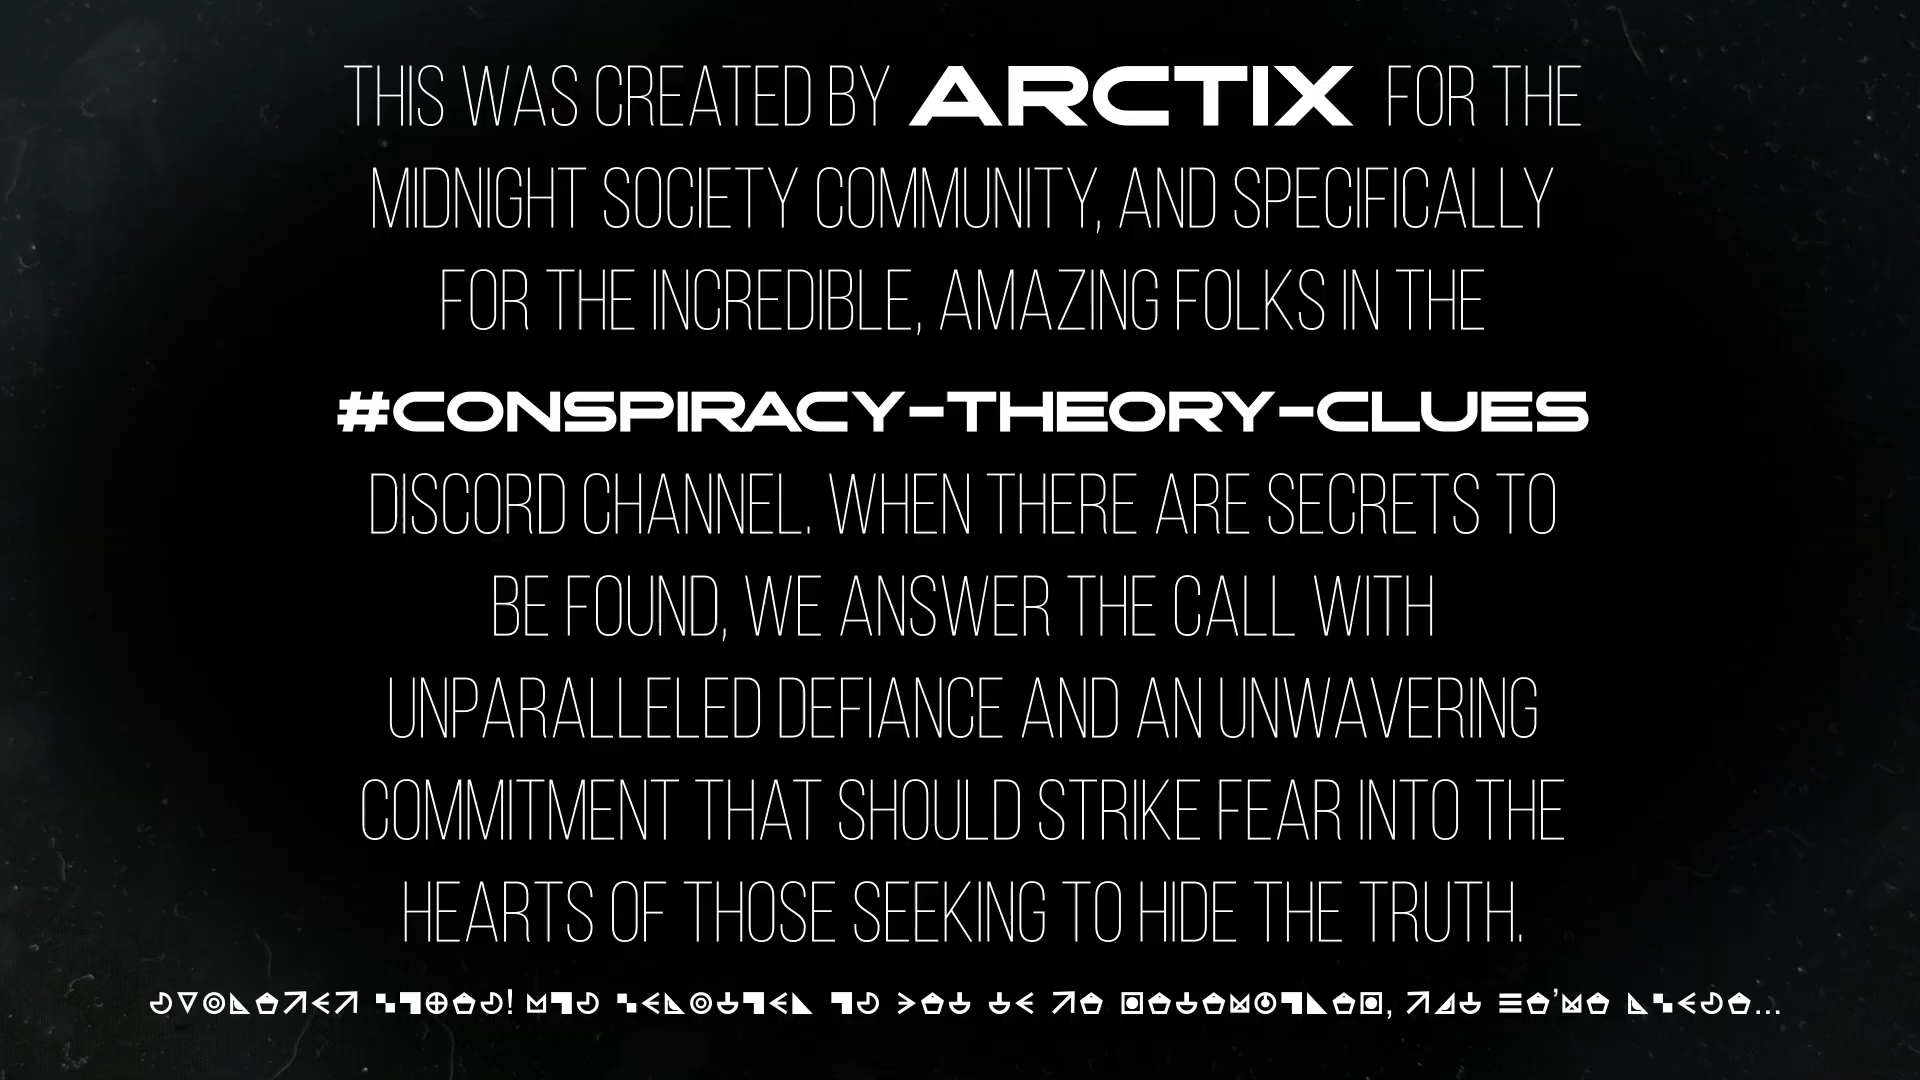 THIS WAS CREATED BY ARCTIX FOR THE
MIDNIGHT SOCIETY COMMUNITY, AND SPECIFICALLY
FOR THE INCREDIBLE, AMAZING FOLKS IN THE
#CONSPIRACY-THEORY-CLUES
DISCORD CHANNEL. WHEN THERE ARE SECRETS TO
BE FOUND, WE ANSWER THE CALL WITH
UNPARALLELED DEFIANCE AND AN UNWAVERING
COMMITMENT THAT SHOULD STRIKE FEAR INTO THE
HEARTS OF THOSE SEEKING TO HIDE THE TRUTH.